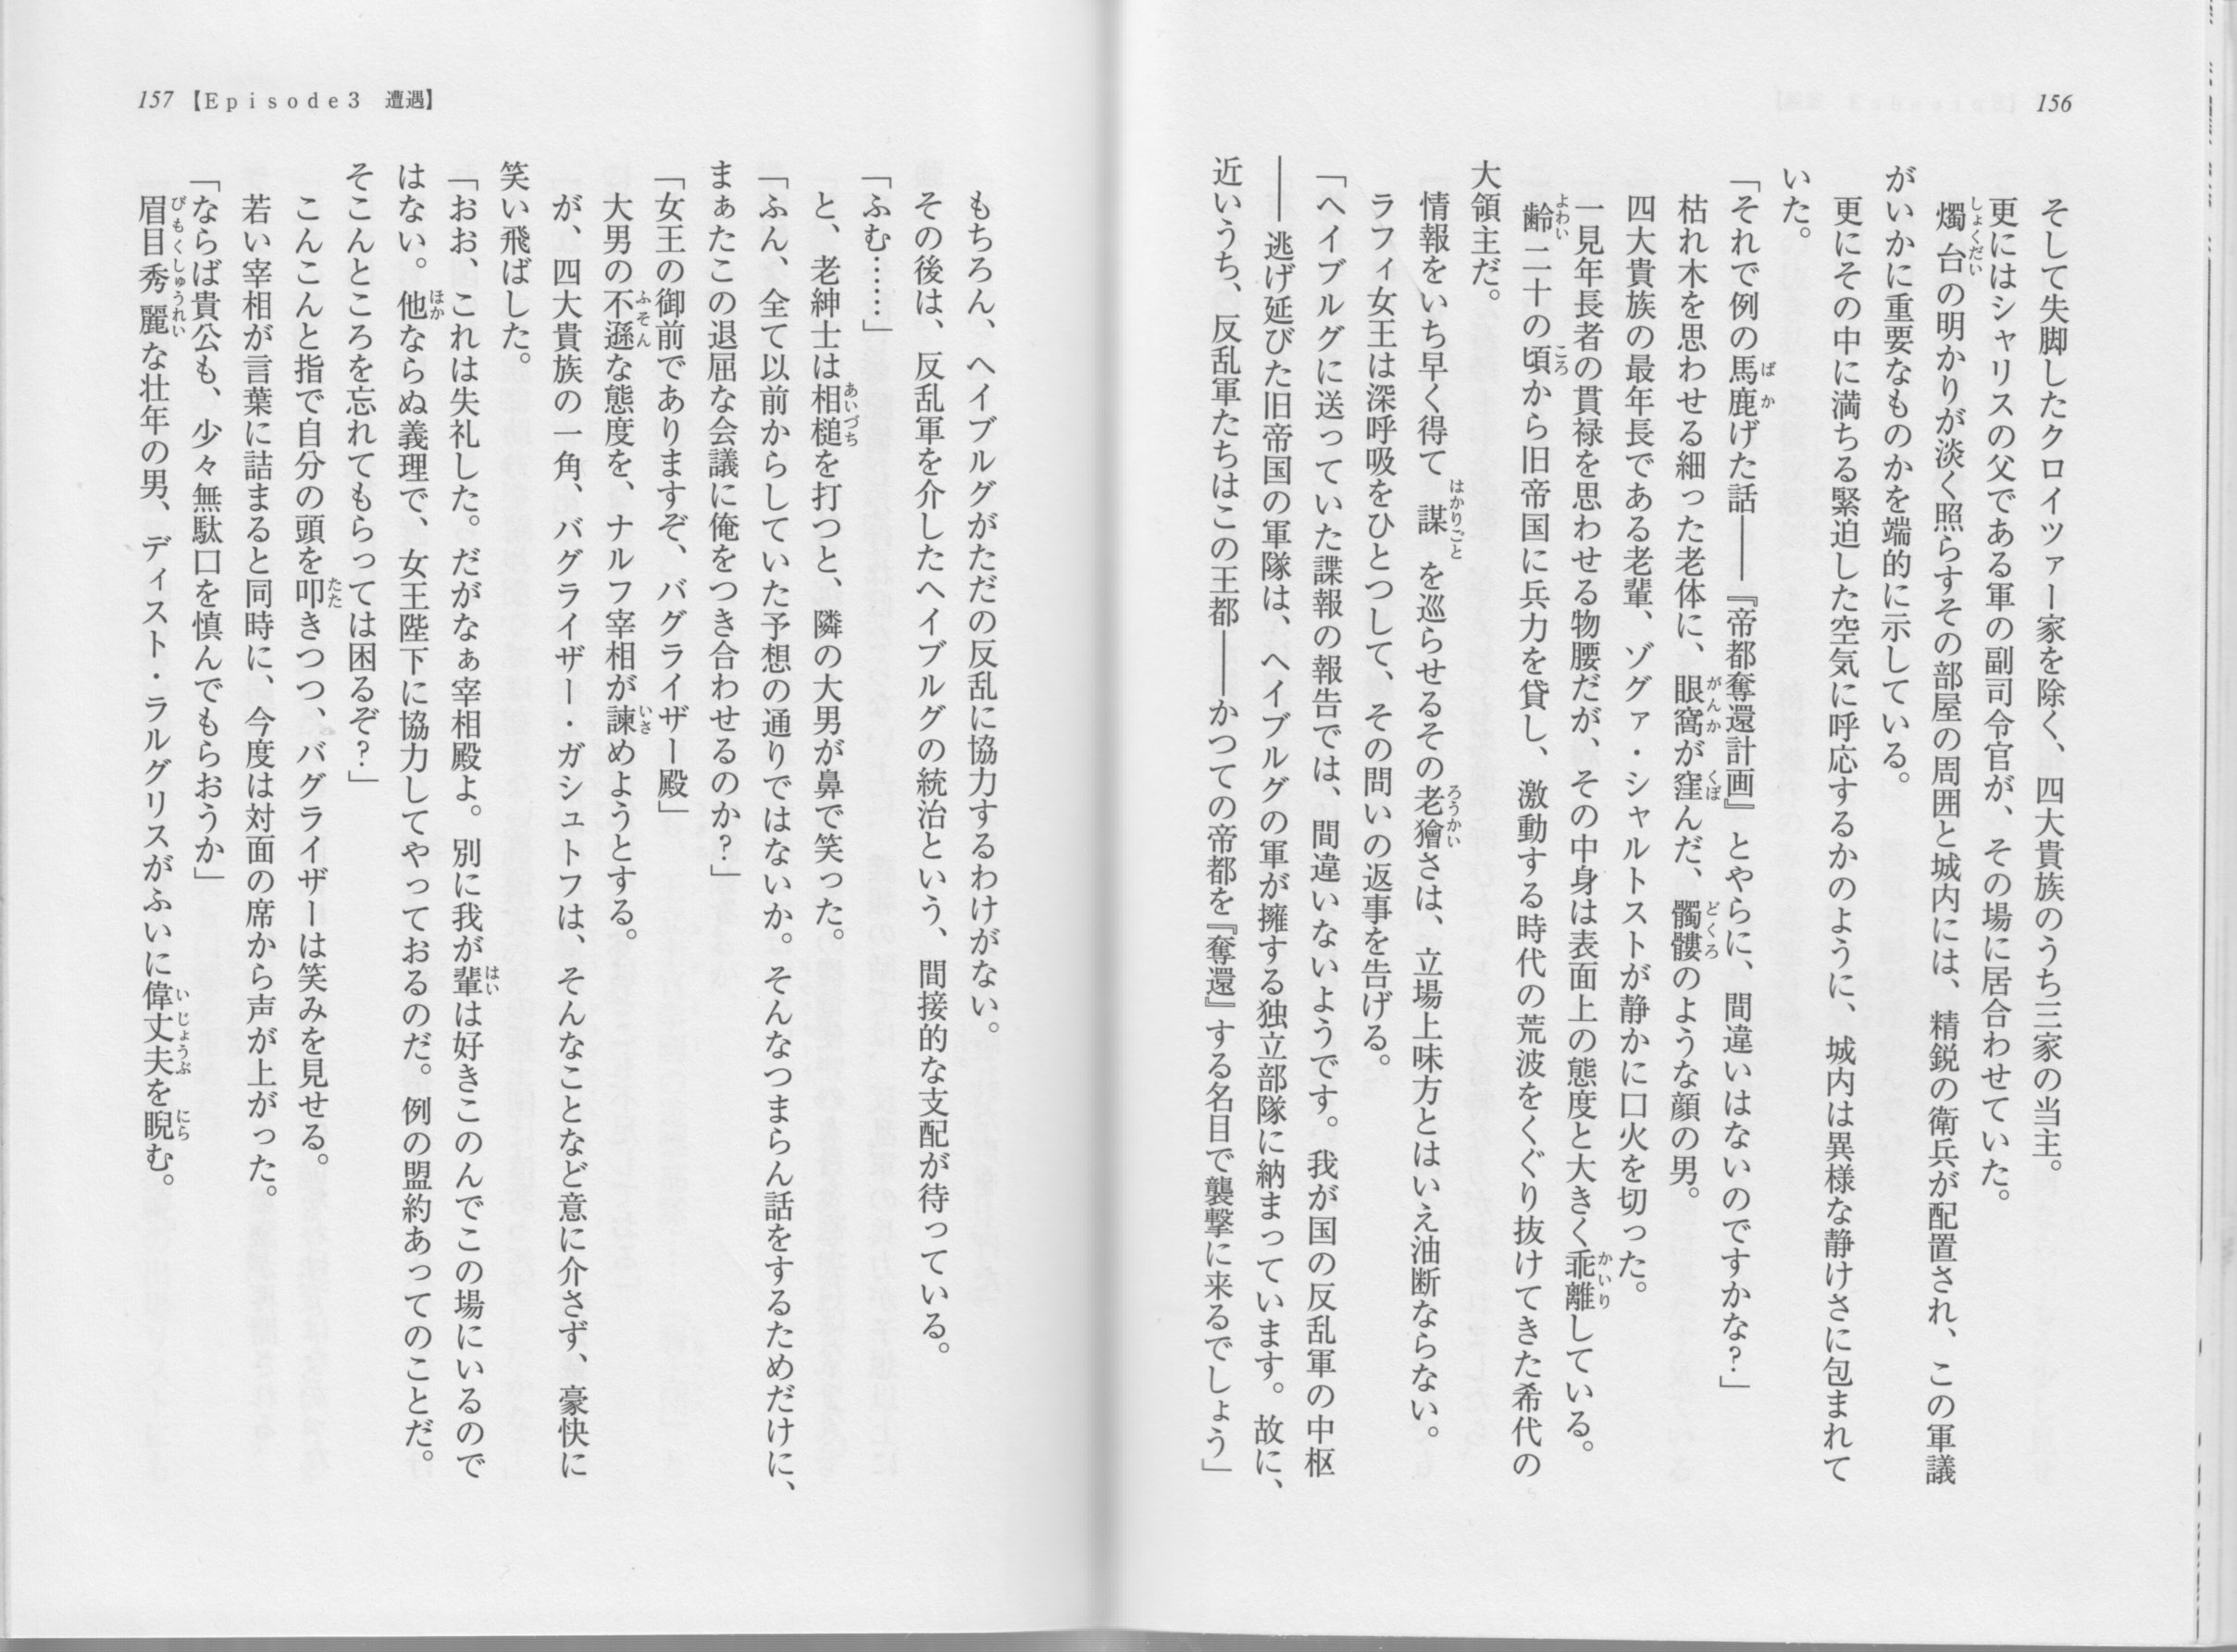 156
そして失脚したクロイツァー家を除く、四大貴族のうち三家の当主。
更にはシャリスの父である軍の副司令官が、その場に居合わせていた。
燭台の明かりが淡く照らすその部屋の周囲と城内には、精鋭の衛兵が配置され、この軍議
がいかに重要なものかを端的に示している。
更にその中に満ちる緊迫した空気に呼応するかのように、城内は異様な静けさに包まれて
いた。
「それで例の馬鹿げた話――『帝都奪還計画』とやらに、間違いはないのですかな？」
枯れ木を思わせる細った老体に、眼窩が窪んだ、髑髏のような顔の男。
四大貴族の最年長である老輩、ゾグァ・シャルトストが静かに口火を切った。
一見年長者の貫禄を思わせる物腰だが、その中身は表面上の態度と大きく乖離している。
齢二十の頃から旧帝国に兵力を貸し、激動する時代の荒波をくぐり抜けてきた希代の
大領主だ。
情報をいち早く得て謀を巡らせるその老獪さは、立場上味方とはいえ油断ならない。
ラフィ女王は深呼吸をひとつして、その問いの返事を告げる。
「ヘイブルグに送っていた諜報の報告では、間違いないようです。我が国の反乱軍の中枢
――逃げ延びた旧帝国の軍隊は、ヘイブルグの軍が擁する独立部隊に納まっています。故に、
近いうち、反乱軍たちはこの王都――かつての帝都を『奪還』する名目で襲撃に来るでしょう」
157【Episode3　遭遇】
もちろん、ヘイブルグがただの反乱に協力するわけがない。
その後は、反乱軍を介したヘイブルグの統治という、間接的な支配が待っている。
「ふむ……」
と、老紳士は相槌を打つと、隣の大男が鼻で笑った。
「ふん、全て以前からしていた予想の通りではないか。そんなつまらん話をするためだけに、
まぁたこの退屈な会議に俺をつき合わせるのか？」
「女王の御前でありますぞ、バグライザー殿」
大男の不遜な態度を、ナルフ宰相が諫めようとする。
が、四大貴族の一角、バグライザー・ガシュトフは、そんなことなど意に介さず、豪快に
笑い飛ばした。
「おお、これは失礼した。だがなぁ宰相殿よ。別に我が輩は好きこのんでこの場にいるので
はない。他ならぬ義理で、女王陛下に協力してやっておるのだ。例の盟約あってのことだ。
そこんところを忘れてもらっては困るぞ？」
こんこんと指で自分の頭を叩きつつ、バグライザーは笑みを見せる。
若い宰相が言葉に詰まると同時に、今度は対面の席から声が上がった。
「ならば貴公も、少々無駄口を慎んでもらおうか」
眉目秀麗な壮年の男、ディスト・ラルグリスがふいに偉丈夫を睨む。